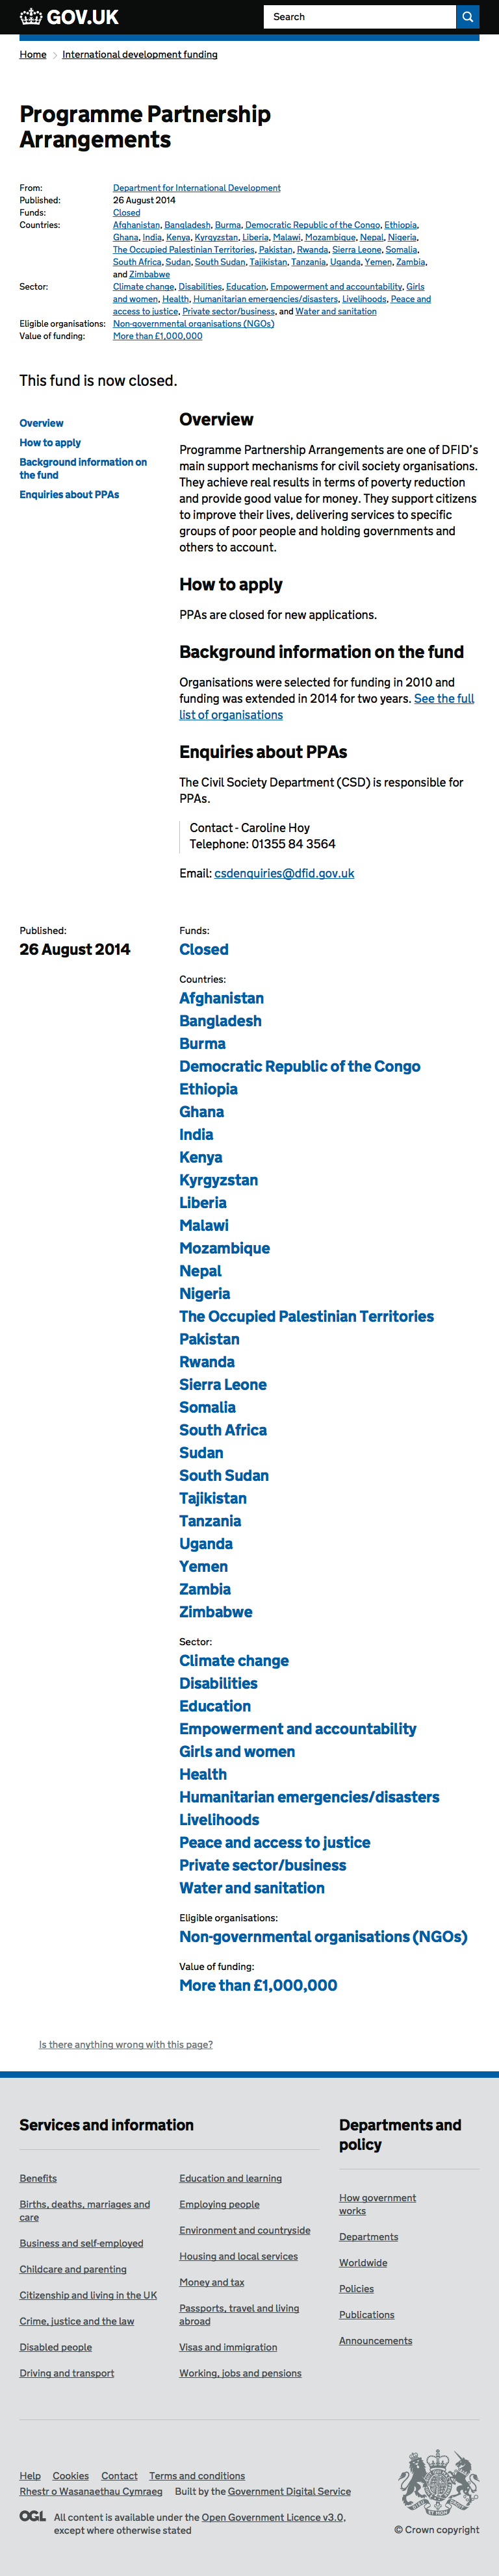 GOV.UK
Search
Home
International development funding
Programme Partnership
Arrangements
From: Department for International Development
Published: 26 August 2014
Funds: Closed
Countries: Afghanistan, Bangladesh, Burma, Democratic Republic of the Congo, Ethiopia,
Ghana, India, Kenya, Kyrgyzstan, Liberia, Malawi, Mozambique, Nepal, Nigeria,
The Occupied Palestinian Territories, Pakistan, Rwanda, Sierra Leone, Somalia,
South Africa, Sudan, South Sudan, Tajikistan, Tanzania, Uganda, Yemen, Zambia,
and Zimbabwe
Sector: Climate change, Disabilities, Education, Empowerment and accountability, Girls
and women, Health, Humanitarian emergencies/disasters, Livelihoods, Peace and
access to justice, Private sector/business, and Water and sanitation
Eligible organisations: Non-governmental organisations (NGOs)
Value of funding: More than £1,000,000
This fund is now closed.
Overview
How to apply
Background information on
the fund
Enquiries about PPAs
Overview
Programme Partnership Arrangements are one of DFID's
main support mechanisms for civil society organisations.
They achieve real results in terms of poverty reduction
and provide good value for money. They support citizens
to improve their lives, delivering services to specific
groups of poor people and holding governments and
others to account.
How to apply
PPAs are closed for new applications.
Background information on the fund
Organisations were selected for funding in 2010 and
funding was extended in 2014 for two years. See the full
list of organisations
Enquiries about PPAs
The Civil Society Department (CSD) is responsible for
PPAs.
Contact - Caroline Hoy
Telephone: 01355 84 3564
Email: csdenquiries@dfid.gov.uk
Published:
26 August 2014
Funds:
Closed
Countries:
Afghanistan
Bangladesh
Burma
Democratic Republic of the Congo
Ethiopia
Ghana
India
Kenya
Kyrgyzstan
Liberia
Malawi
Mozambique
Nepal
Nigeria
The Occupied Palestinian Territories
Pakistan
Rwanda
Sierra Leone
Somalia
South Africa
Sudan
South Sudan
Tajikistan
Tanzania
Uganda
Yemen
Zambia
Zimbabwe
Sector:
Climate change
Disabilities
Education
Empowerment and accountability
Girls and women
Health
Humanitarian emergencies/disasters
Livelihoods
Peace and access to justice
Private sector/business
Water and sanitation
Eligible organisations:
Non-governmental organisations (NGOs)
Value of funding:
More than £1,000,000
Is there anything wrong with this page?
Services and information
Benefits
Births, deaths, marriages and
care
Business and self-employed
Childcare and parenting
Citizenship and living in the UK
Crime, justice and the law
Disabled people
Driving and transport
Education and learning
Employing people
Environment and countryside
Housing and local services
Money and tax
Passports, travel and living
abroad
Visas and immigration
Working, jobs and pensions
Departments and
policy
How government
works
Departments
Worldwide
Policies
Publications
Announcements
Help Cookies Contact Terms and conditions
Rhestr o Wasanaethau Cymraeg Built by the Government Digital Service
OGL All content is available under the Open Government Licence v3.0,
except where otherwise stated
© Crown copyright